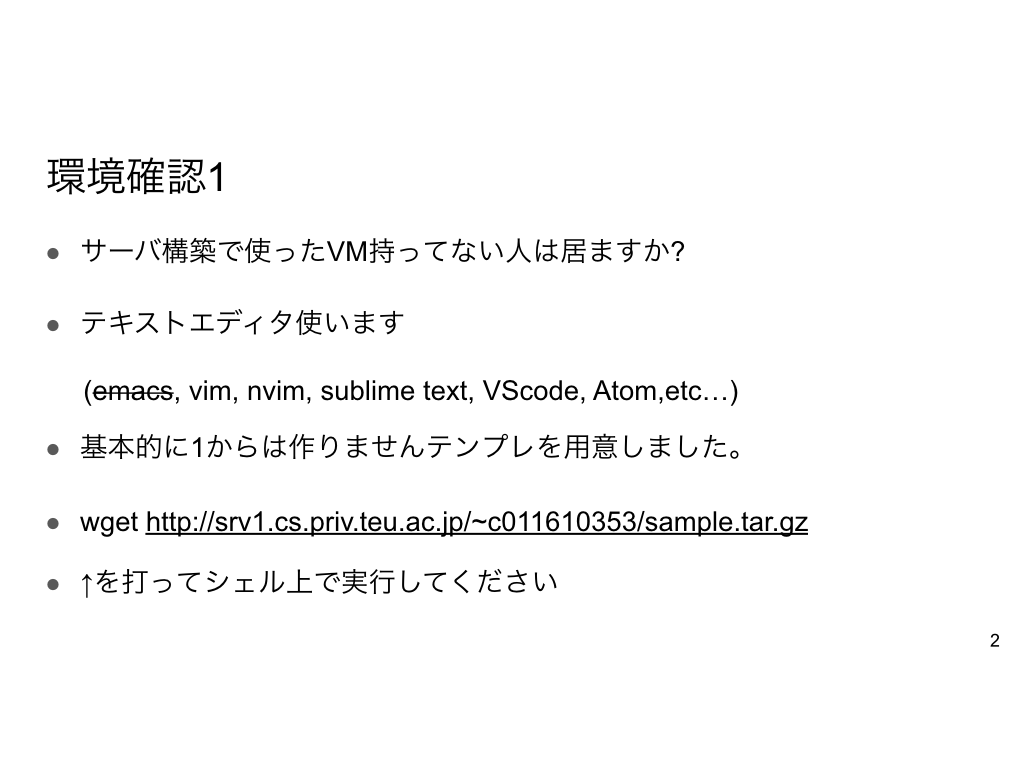 環境確認1
● サーバ構築で使ったVM持ってない人は居ますか?
● テキストエディタ使います
(emacs, vim, nvim, sublime text, VScode, Atom,etc…)
● 基本的に1からは作りませんテンプレを用意しました。
● wget http://srv1.cs.priv.teu.ac.jp/~c011610353/sample.tar.gz
● ↑を打ってシェル上で実行してください
2